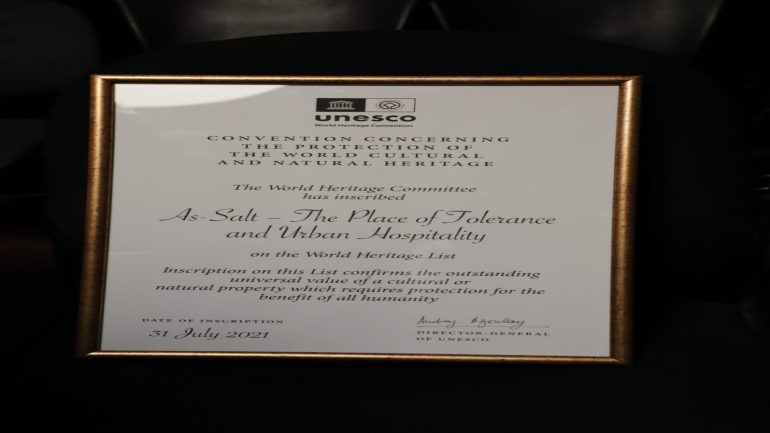 unesco
World Heritage Convention
CONVENTION CONCERNING
THE PROTECTION OF
THE WORLD CULTURAL
AND NATURAL HERITAGE
The World Heritage Committee
has inscribed
As-Salt – The Place of Tolerance
and Urban Hospitality
on the World Heritage List
Inscription on this List confirms the outstanding
universal value of a cultural or
natural property which requires protection for the
benefit of all humanity
DATE OF INSCRIPTION
31 July 2021
DIRECTOR-GENERAL
OF UNESCO